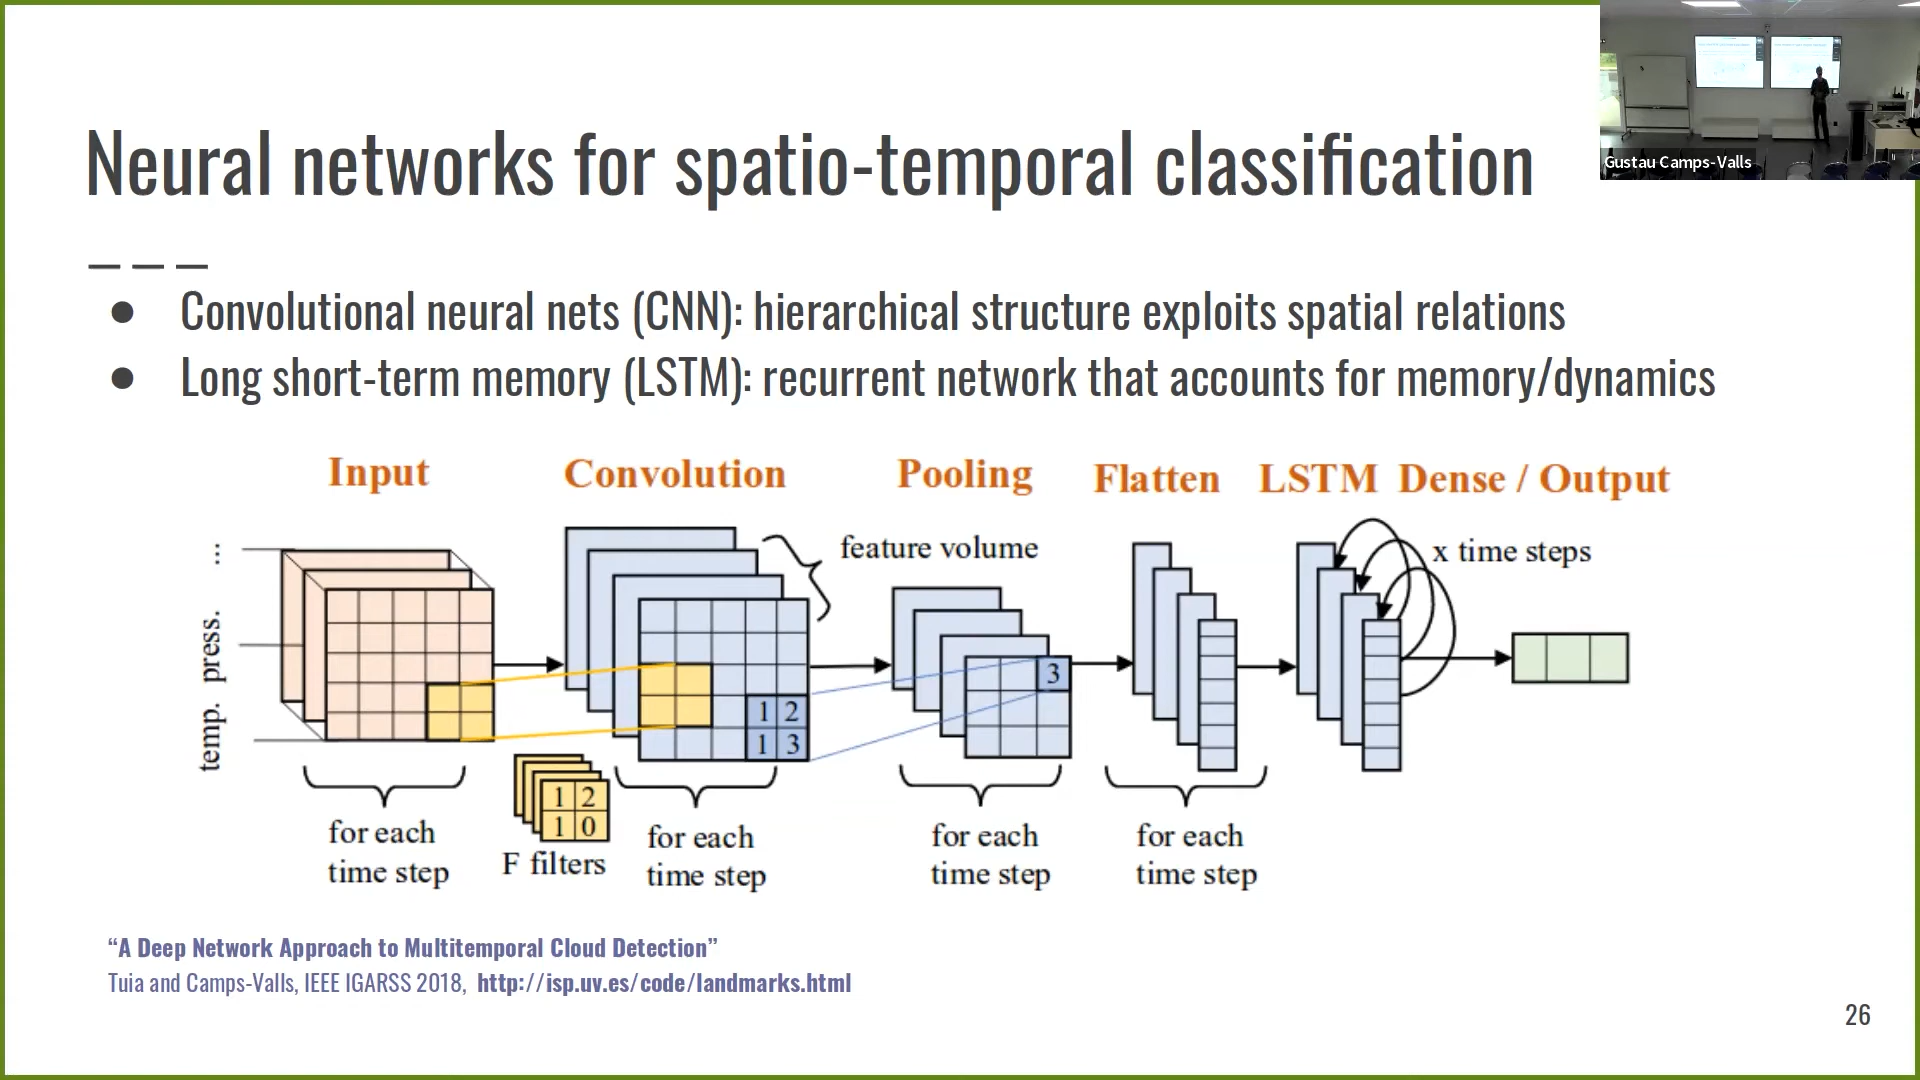 Neural networks for spatio-temporal classification
Gustau Camps-Valls
● Convolutional neural nets (CNN): hierarchical structure exploits spatial relations
● Long short-term memory (LSTM): recurrent network that accounts for memory/dynamics
Input
Convolution
Pooling
Flatten
LSTM
Dense / Output
...
press.
temp.
feature volume
x time steps
3
1 2
1 3
1 2
1 0
F filters
for each
time step
for each
time step
for each
time step
for each
time step
“A Deep Network Approach to Multitemporal Cloud Detection”
Tuia and Camps-Valls, IEEE IGARSS 2018, http://isp.uv.es/code/landmarks.html
26